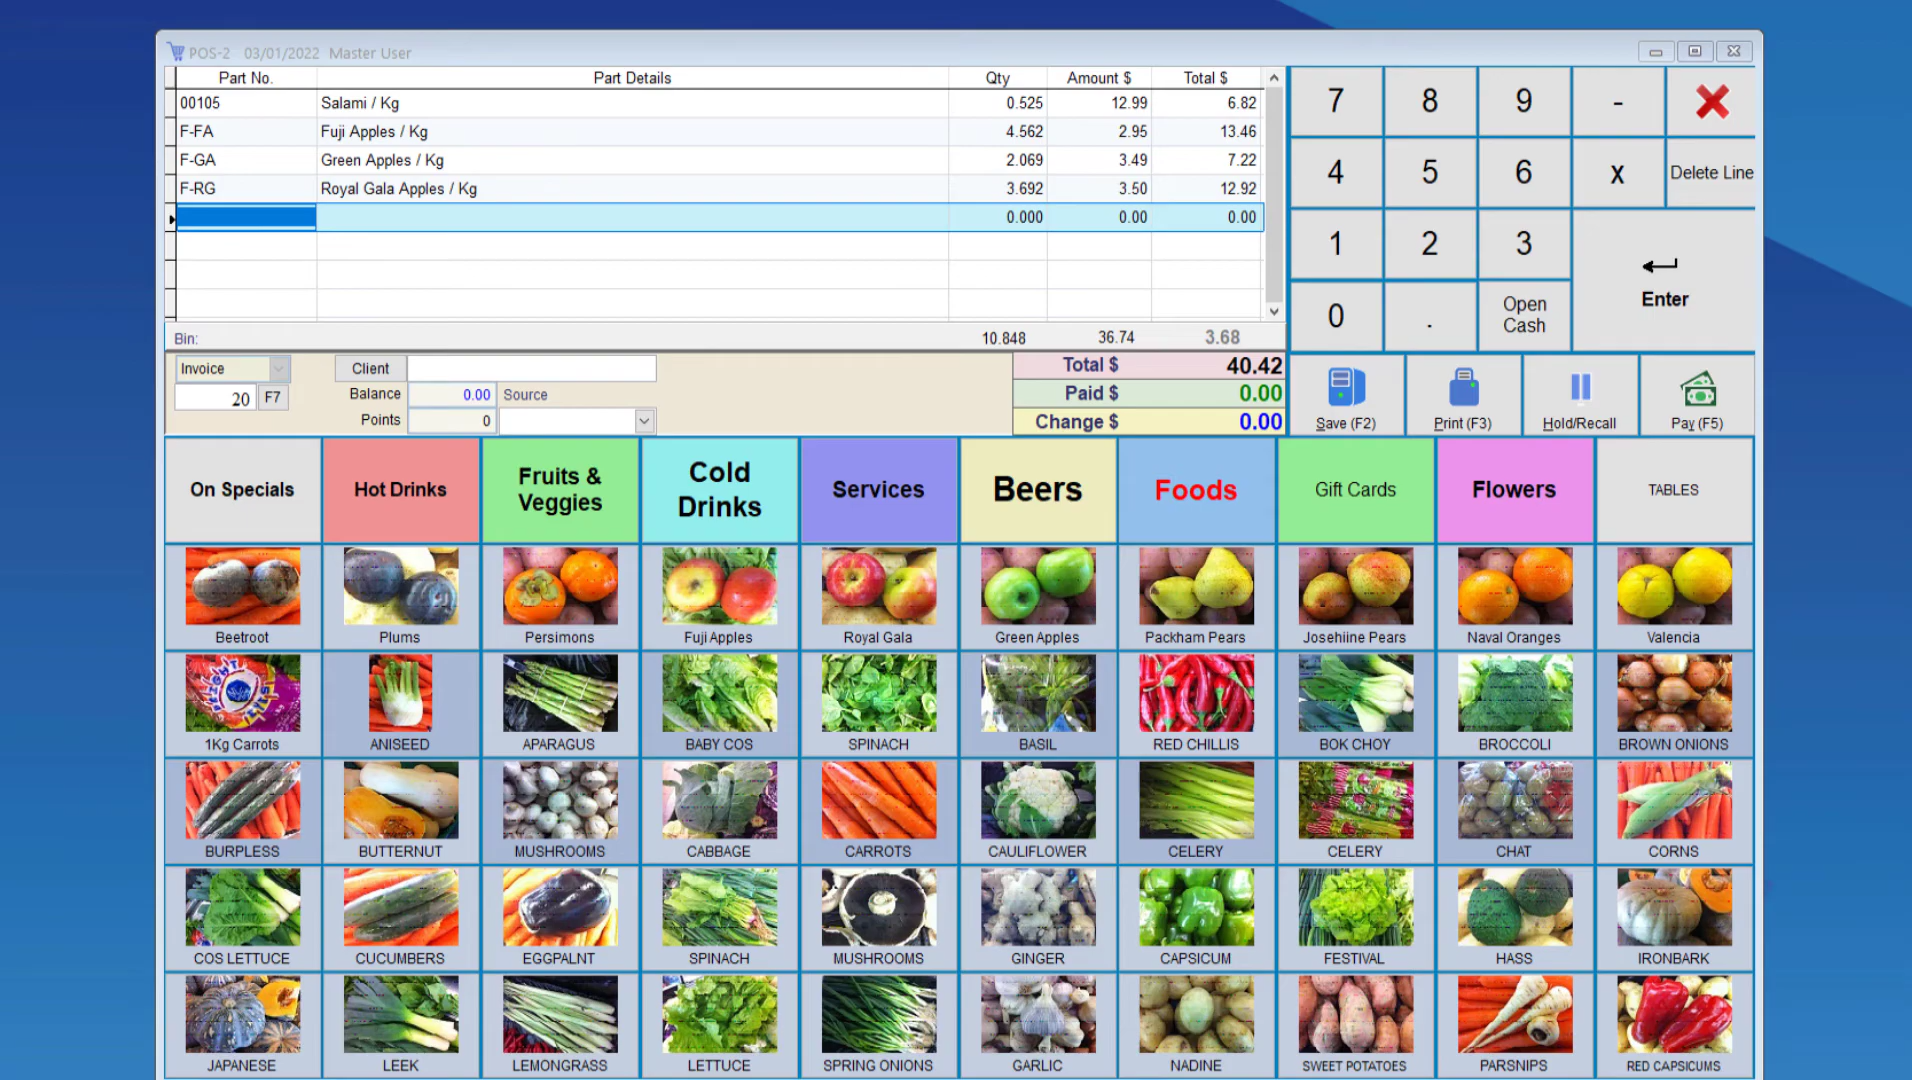 POS-2 03/01/2022 Master User
Part No. Part Details Qty Amount $ Total $
00105 Salami / Kg 0.525 12.99 6.82
F-FA Fuji Apples / Kg 4.562 2.95 13.46
F-GA Green Apples / Kg 2.069 3.49 7.22
F-RG Royal Gala Apples / Kg 3.692 3.50 12.92
0.000 0.00 0.00
Bin: 10.848 36.74 3.68
7 8 9 -
4 5 6 x Delete Line
1 2 3
Enter
0 . Open
Cash
Invoice
20 F7
Client
Balance 0.00 Source
Points 0
Total $ 40.42
Paid $ 0.00
Change $ 0.00
Save (F2) Print (F3) Hold/Recall Pay (F5)
On Specials Hot Drinks Fruits &
Veggies Cold
Drinks Services Beers Foods Gift Cards Flowers TABLES
Beetroot Plums Persimons Fuji Apples Royal Gala Green Apples Packham Pears Josehiine Pears Naval Oranges Valencia
1Kg Carrots ANISEED APARAGUS BABY COS SPINACH BASIL RED CHILLIS BOK CHOY BROCCOLI BROWN ONIONS
BURPLESS BUTTERNUT MUSHROOMS CABBAGE CARROTS CAULIFLOWER CELERY CELERY CHAT CORNS
COS LETTUCE CUCUMBERS EGGPALNT SPINACH MUSHROOMS GINGER CAPSICUM FESTIVAL HASS IRONBARK
JAPANESE LEEK LEMONGRASS LETTUCE SPRING ONIONS GARLIC NADINE SWEET POTATOES PARSNIPS RED CAPSICUMS